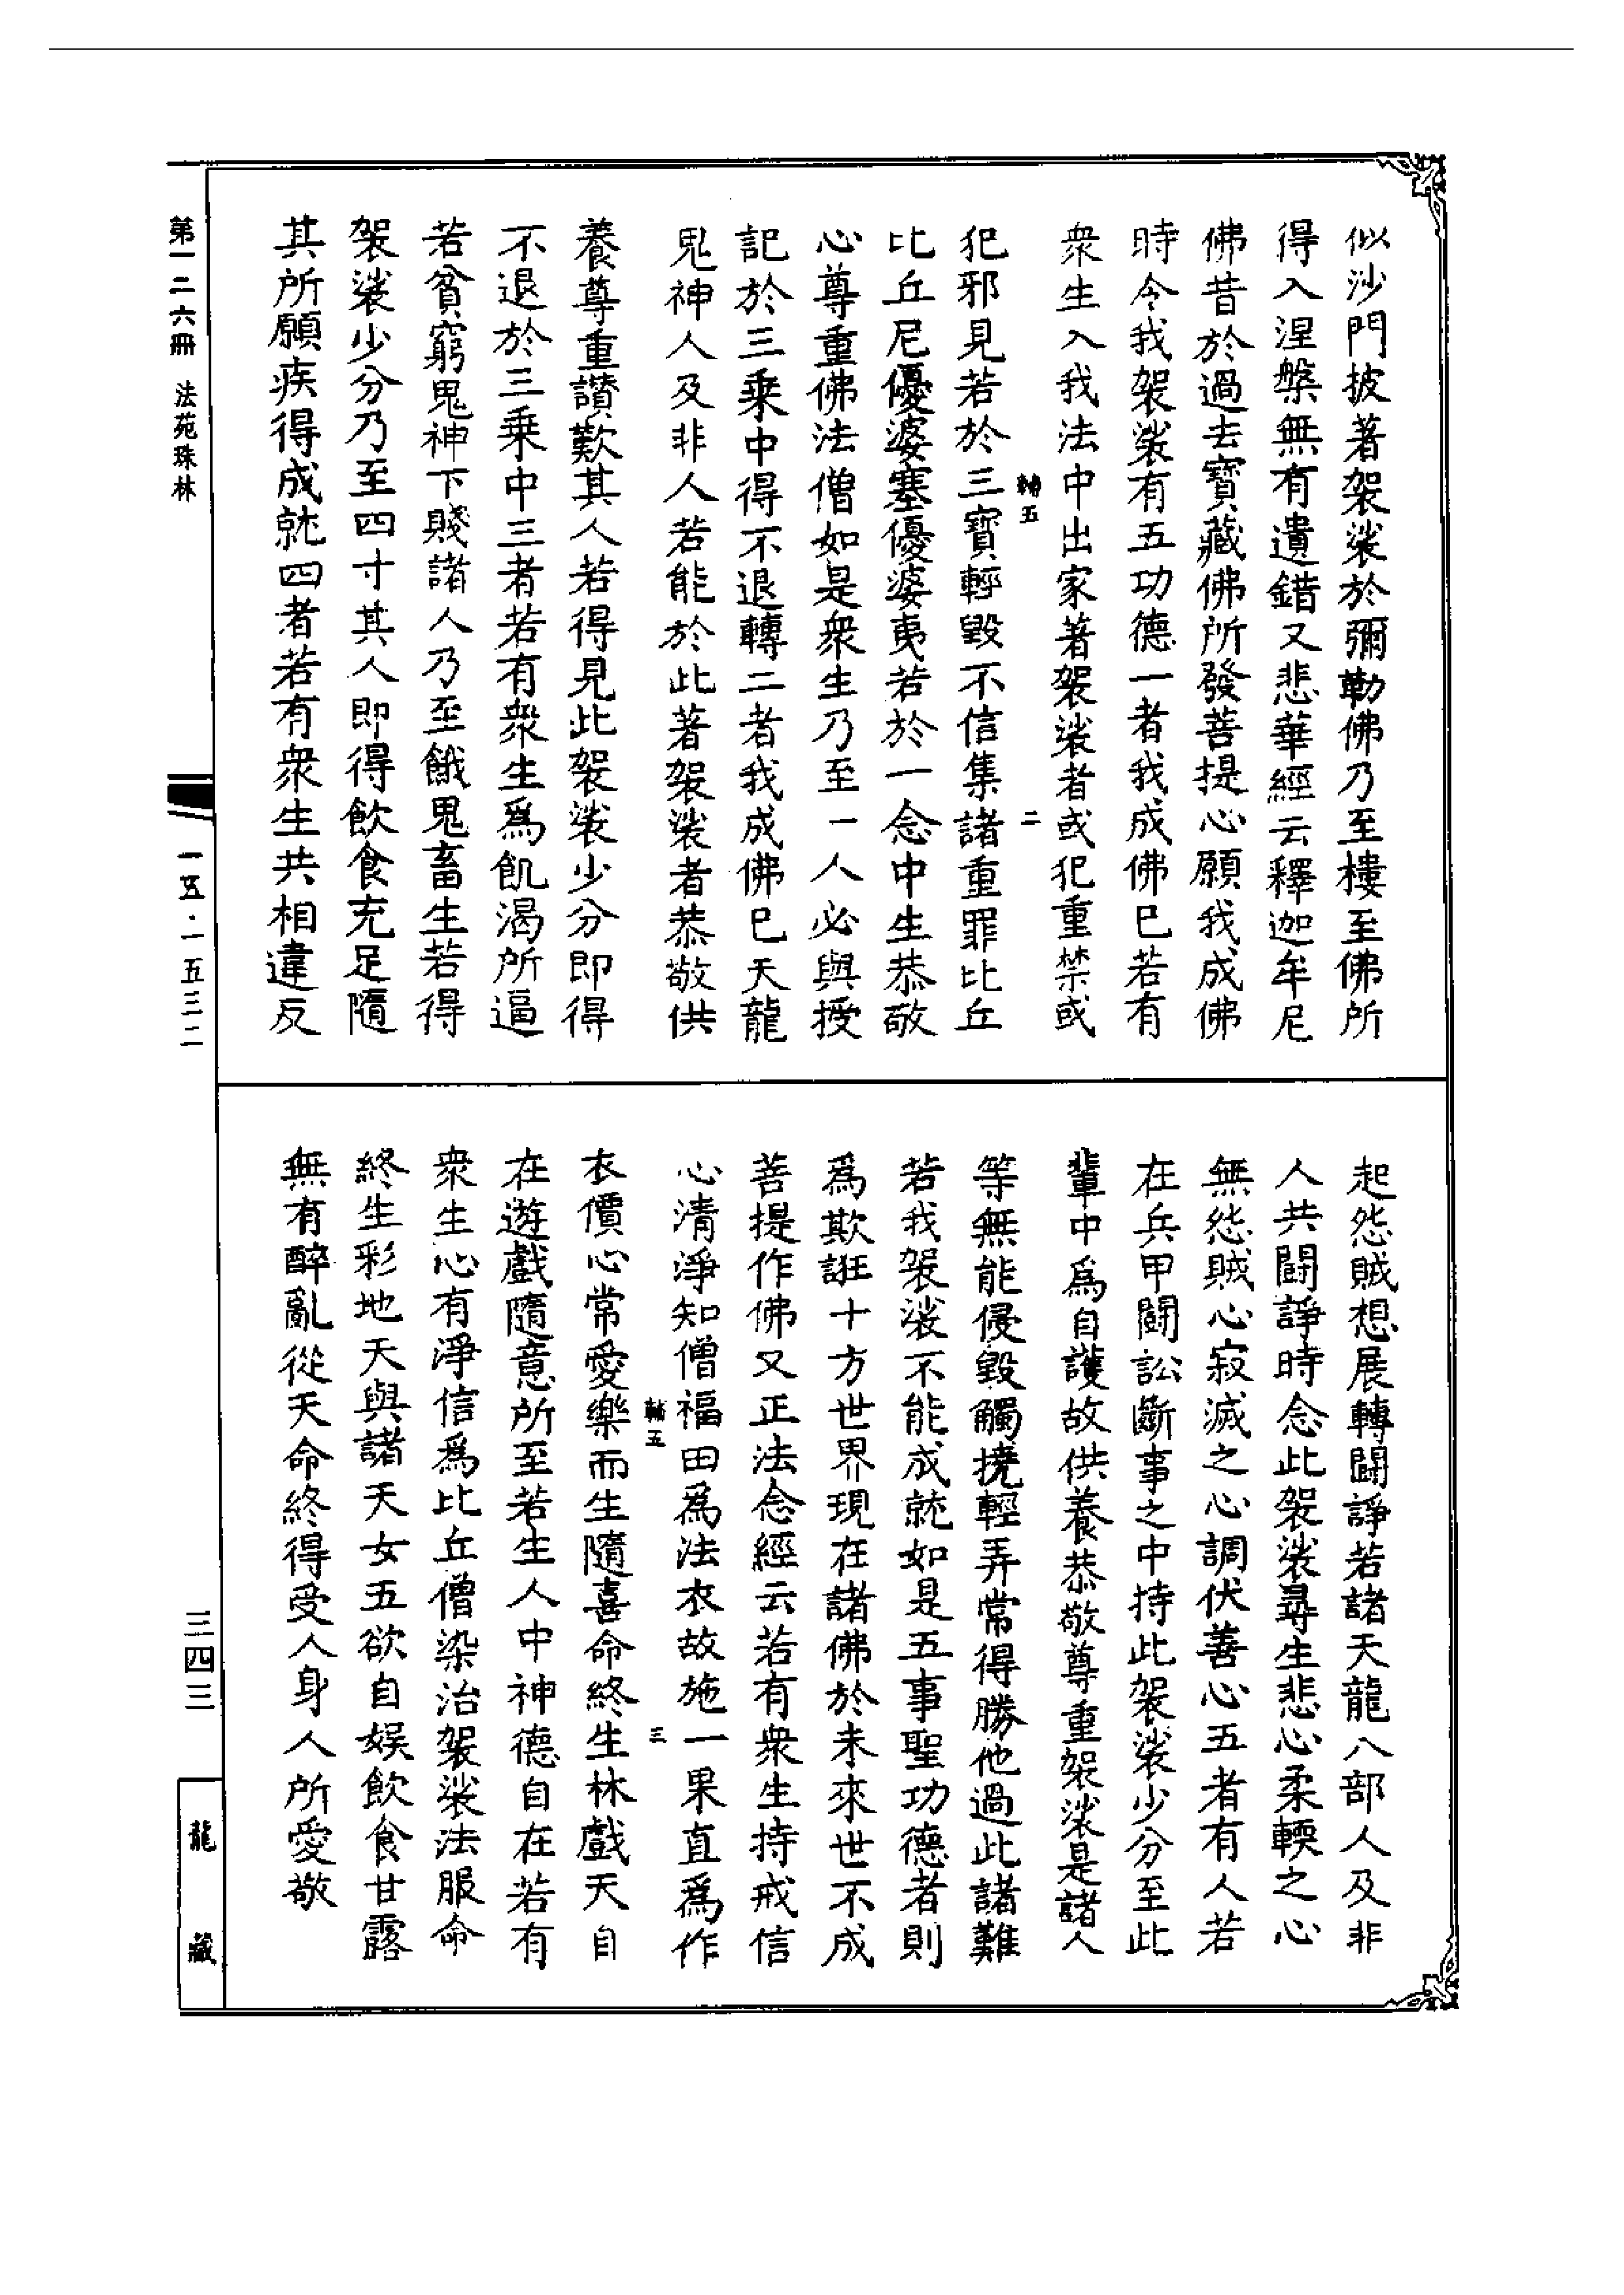 似沙門披著袈裟於彌勒佛乃至樓至佛所
得入涅槃無有遺錯又悲華經云釋迦牟尼
佛昔於過去寶藏佛所發菩提心願我成佛
時令我袈裟有五功德一者我成佛已若有
衆生入我法中出家著袈裟者或犯重禁或
輔五 二
犯邪見若於三寶輕毀不信集諸重罪比丘
比丘尼優婆塞優婆夷若於一念中生恭敬
心尊重佛法僧如是衆生乃至一人必與授
記於三乗中得不退轉二者我成佛已天龍
鬼神人及非人若能於此著袈裟者恭敬供
養尊重讃歎其人若得見此袈裟少分即得
不退於三乘中三者若有衆生爲飢渴所逼
若貧窮鬼神下賤諸人乃至餓鬼畜生若得
袈裟少分乃至四寸其人即得飲食充足隨
其所願疾得成就四者若有衆生共相違反
起怨賊想展轉鬪諍若諸天龍八部人及非
人共鬪諍時念此袈裟尋生悲心柔輭之心
無怨賊心寂滅之心調伏善心五者有人若
在兵甲鬪訟斷事之中持此袈裟少分至此
輩中爲自護故供養恭敬尊重袈裟是諸人
等無能侵毀觸撓輕弄常得勝他過此諸難
若我袈裟不能成就如是五事聖功德者則
爲欺誑十方世界現在諸佛於未來世不成
菩提作佛又正法念經云若有衆生持戒信
心清淨知僧福田爲法衣故施一果直爲作
輔五 三
衣價心常愛樂而生隨喜命終生林戲天自
在遊戲隨意所至若生人中神德自在若有
衆生心有淨信爲比丘僧染治袈裟法服命
終生彩地天與諸天女五欲自娛飲食甘露
無有醉亂從天命終得受人身人所愛敬
第一二六冊 法苑珠林
一五·一五三二
三四三
龍藏